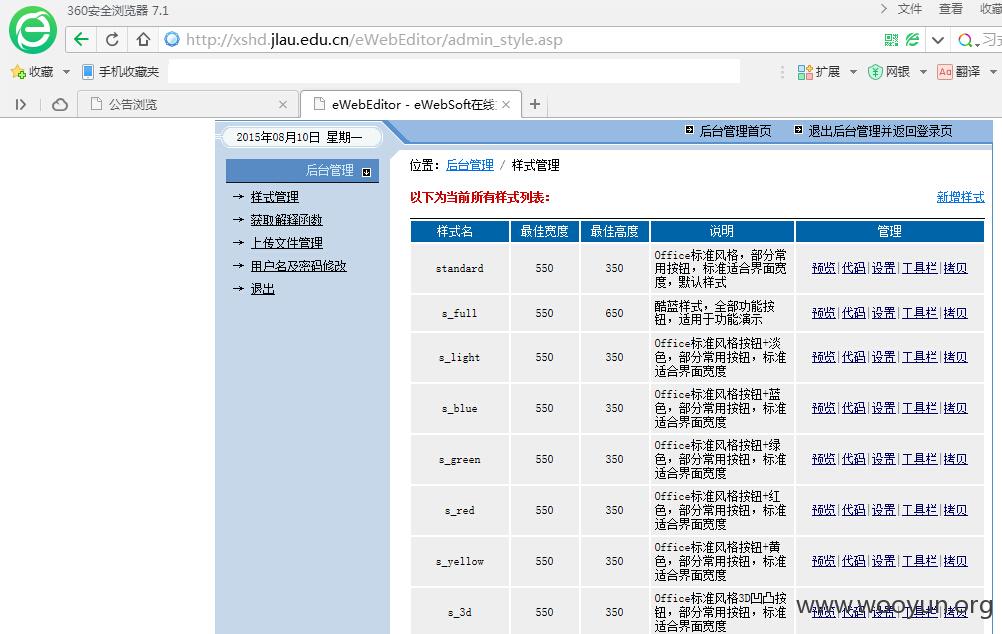 360安全浏览器 7.1
文件 查看 收藏
http://xshd.jlau.edu.cn/eWebEditor/admin_style.asp
收藏 手机收藏夹 扩展 网银 翻译
公告浏览 eWebEditor - eWebSoft在线
2015年08月10日 星期一
后台管理首页 退出后台管理并返回登录页
后台管理
样式管理
获取解释函数
上传文件管理
用户名及密码修改
退出
位置: 后台管理 / 样式管理
以下为当前所有样式列表: 新增样式
样式名 最佳宽度 最佳高度 说明 管理
standard 550 350 Office标准风格，部分常
用按钮，标准适合界面宽
度，默认样式
预览|代码|设置|工具栏|拷贝
s_full 550 650 酷蓝样式，全部功能按
钮，适用于功能演示
预览|代码|设置|工具栏|拷贝
s_light 550 350 Office标准风格按钮+淡
色，部分常用按钮，标准
适合界面宽度
预览|代码|设置|工具栏|拷贝
s_blue 550 350 Office标准风格按钮+蓝
色，部分常用按钮，标准
适合界面宽度
预览|代码|设置|工具栏|拷贝
s_green 550 350 Office标准风格按钮+绿
色，部分常用按钮，标准
适合界面宽度
预览|代码|设置|工具栏|拷贝
s_red 550 350 Office标准风格按钮+红
色，部分常用按钮，标准
适合界面宽度
预览|代码|设置|工具栏|拷贝
s_yellow 550 350 Office标准风格按钮+黄
色，部分常用按钮，标准
适合界面宽度
预览|代码|设置|工具栏|拷贝
s_3d 550 350 Office标准风格3D凹凸按
钮，部分常用按钮，标准
适合界面宽度
预览|代码|设置|工具栏|拷贝
www.wooyun.org